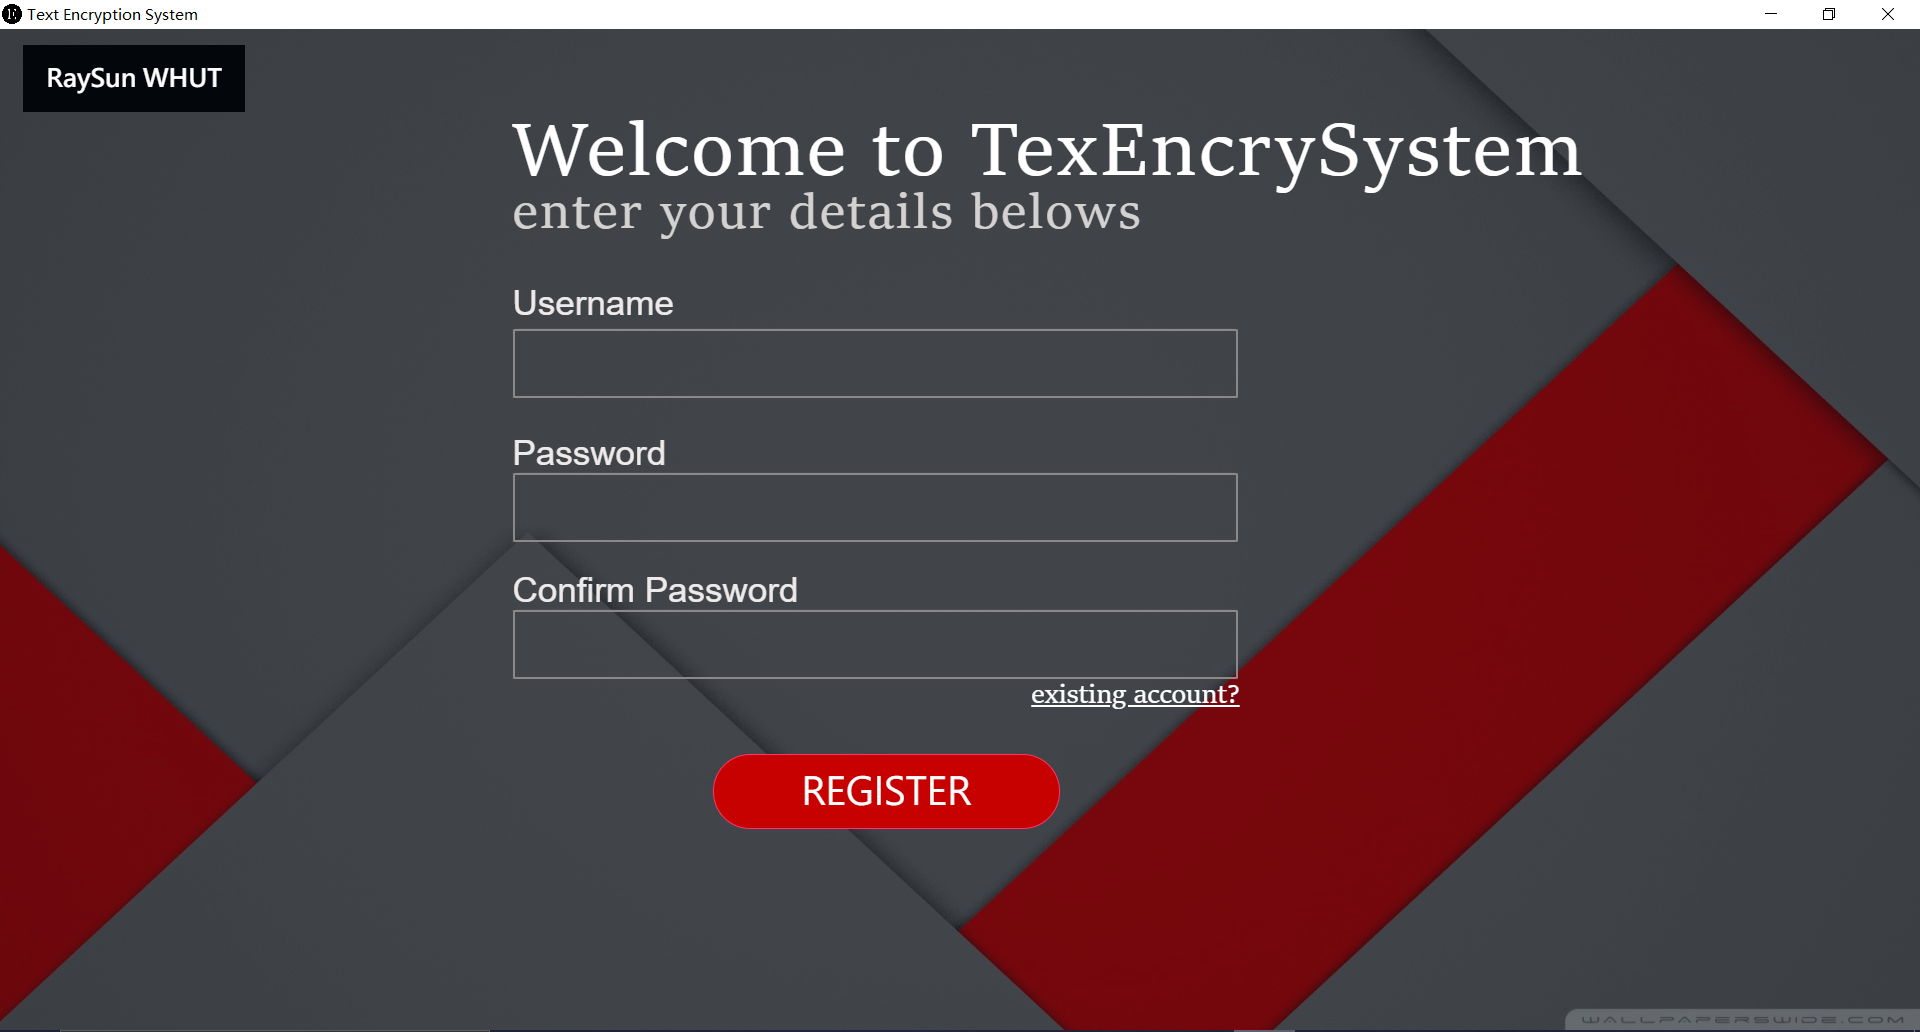 Text Encryption System
RaySun WHUT
Welcome to TexEncrySystem
enter your details belows
Username
Password
Confirm Password
existing account?
REGISTER
WALLPAPERSWIDE.COM